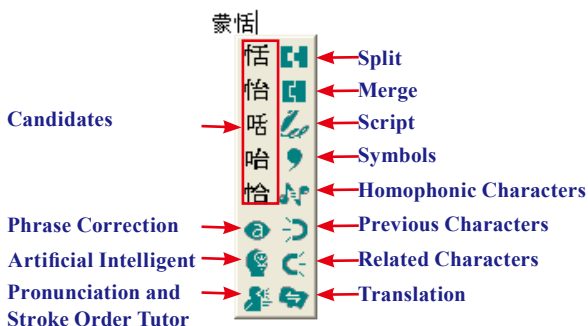 蒙恬
恬 Split
怡 Merge
Candidates 咶 Script
咍 Symbols
恰 Homophonic Characters
Phrase Correction a Previous Characters
Artificial Intelligent Related Characters
Pronunciation and
Stroke Order Tutor Translation